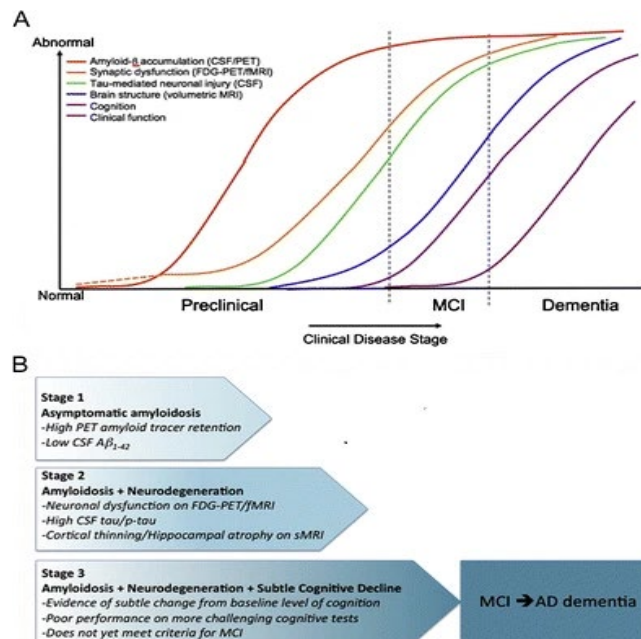 A
Abnormal
Amyloid-β accumulation (CSF/PET)
Synaptic dysfunction (FDG-PET/fMRI)
Tau-mediated neuronal injury (CSF)
Brain structure (volumetric MRI)
Cognition
Clinical function
Normal
Preclinical MCI Dementia
Clinical Disease Stage
B
Stage 1
Asymptomatic amyloidosis
-High PET amyloid tracer retention
-Low CSF Aβ1-42
Stage 2
Amyloidosis + Neurodegeneration
-Neuronal dysfunction on FDG-PET/fMRI
-High CSF tau/p-tau
-Cortical thinning/Hippocampal atrophy on sMRI
Stage 3
Amyloidosis + Neurodegeneration + Subtle Cognitive Decline
-Evidence of subtle change from baseline level of cognition
-Poor performance on more challenging cognitive tests
-Does not yet meet criteria for MCI
MCI → AD dementia